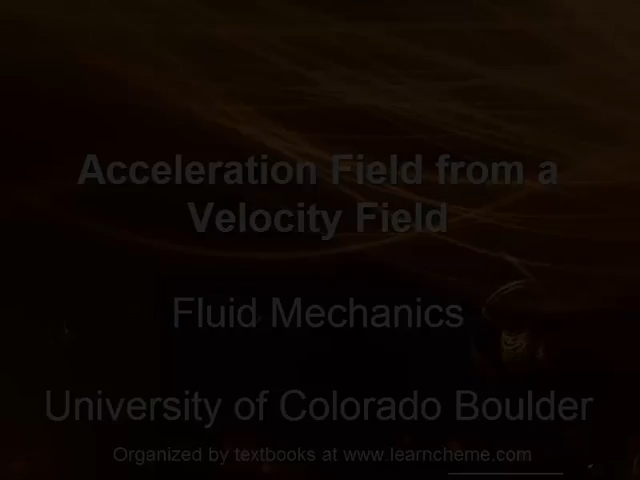 Acceleration Field from a
Velocity Field
Fluid Mechanics
University of Colorado Boulder
Organized by textbooks at www.learncheme.com